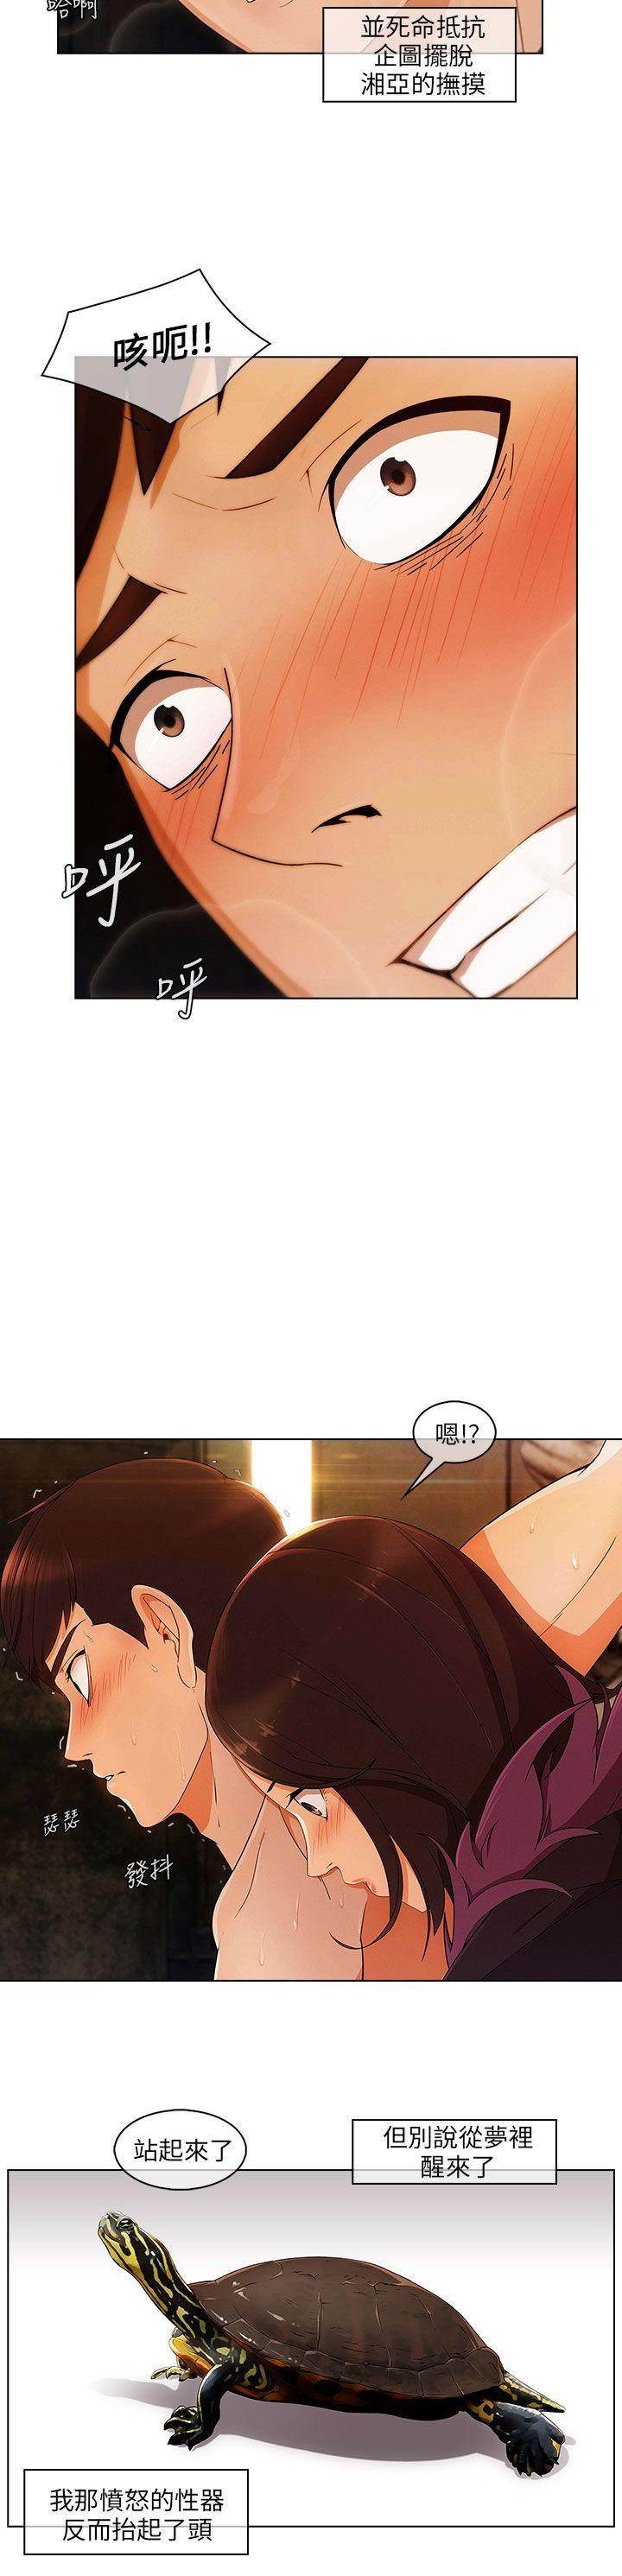 哈啊
並死命抵抗
企圖擺脫
湘亞的撫摸
咳呃!!
呼
呼
嗯!?
瑟瑟
發抖
站起來了
但別說從夢裡
醒來了
我那憤怒的性器
反而抬起了頭